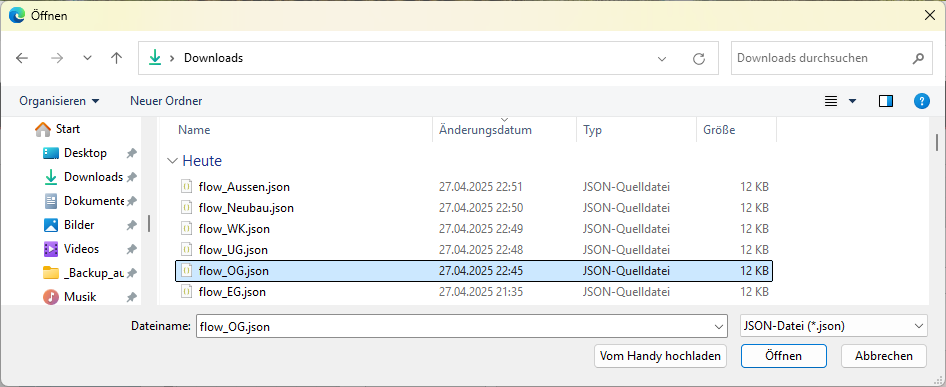 Öffnen
Downloads
Downloads durchsuchen
Organisieren
Neuer Ordner
?
Start
Desktop
Downloads
Dokumente
Bilder
Videos
_Backup_au
Musik
Name Änderungsdatum Typ Größe
Heute
flow_Aussen.json 27.04.2025 22:51 JSON-Quelldatei 12 KB
flow_Neubau.json 27.04.2025 22:50 JSON-Quelldatei 12 KB
flow_WK.json 27.04.2025 22:49 JSON-Quelldatei 12 KB
flow_UG.json 27.04.2025 22:48 JSON-Quelldatei 12 KB
flow_OG.json 27.04.2025 22:45 JSON-Quelldatei 12 KB
flow_EG.json 27.04.2025 21:35 JSON-Quelldatei 12 KB
Dateiname: flow_OG.json JSON-Datei (*.json)
Vom Handy hochladen Öffnen Abbrechen